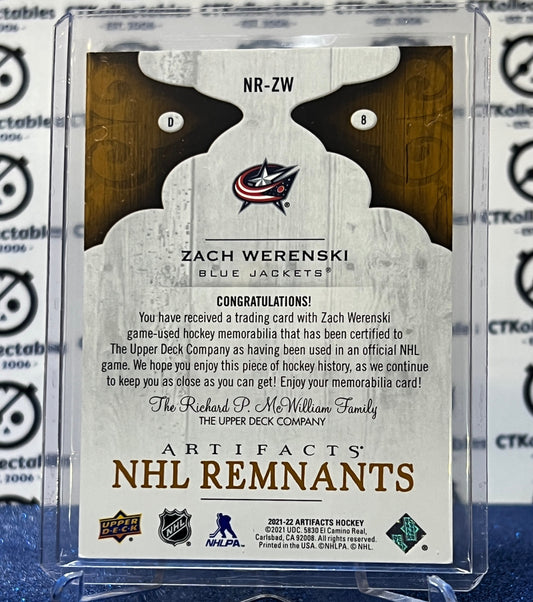 NR-ZW
D
8
ZACH WERENSKI
BLUE JACKETS®
CONGRATULATIONS!
You have received a trading card with Zach Werenski
game-used hockey memorabilia that has been certified to
The Upper Deck Company as having been used in an official NHL
game. We hope you enjoy this piece of hockey history, as we continue
to keep you as close as you can get! Enjoy your memorabilia card!
The Richard P. McWilliam Family
THE UPPER DECK COMPANY
ARTIFACTS®
NHL REMNANTS
UPPER DECK
NHL
NHLPA®
2021-22 ARTIFACTS HOCKEY
©2021 UDC. 5830 El Camino Real,
Carlsbad, CA 92008. All rights reserved.
Printed in the USA. ©NHLPA. © NHL.